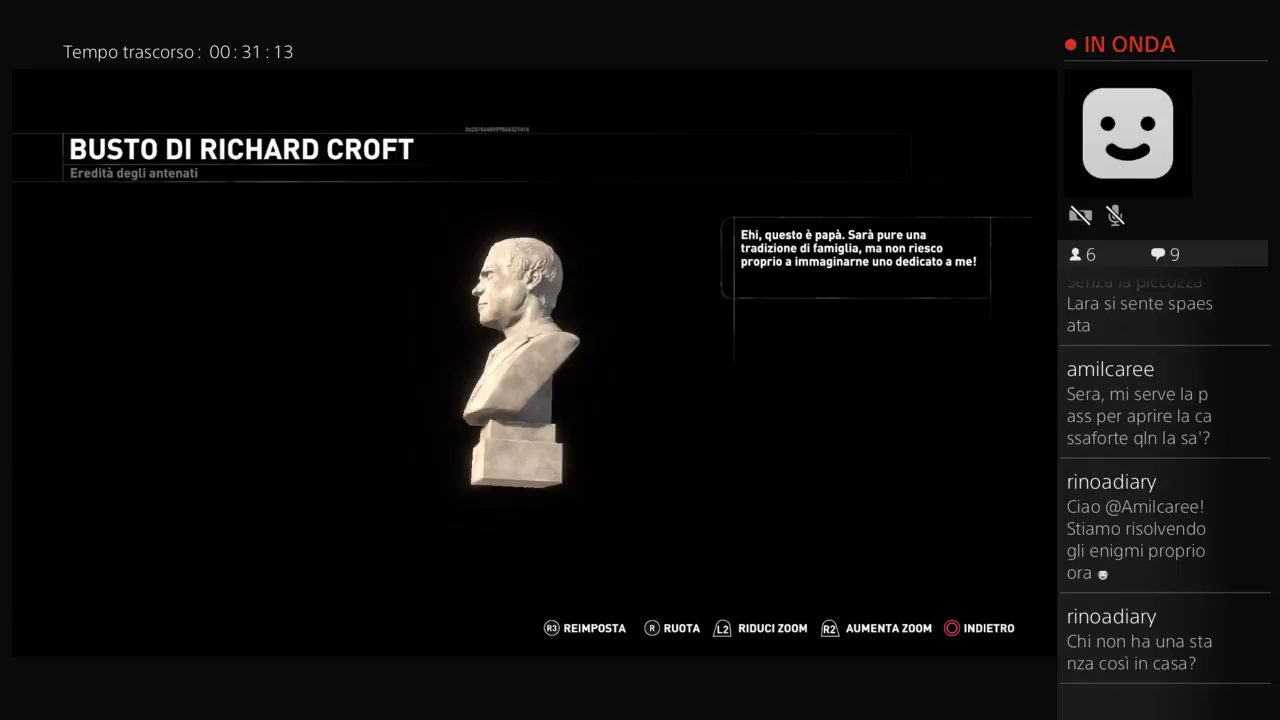 Tempo trascorso: 00:31:13
BUSTO DI RICHARD CROFT
Eredità degli antenati
Ehi, questo è papà. Sarà pure una
tradizione di famiglia, ma non riesco
proprio a immaginarne uno dedicato a me!
R3 REIMPOSTA R RUOTA L2 RIDUCI ZOOM R2 AUMENTA ZOOM INDIETRO
IN ONDA
6 9
Senza la piccozza
Lara si sente spaes
ata
amilcaree
Sera, mi serve la p
ass per aprire la ca
ssaforte qln la sa'?
rinoadiary
Ciao @Amilcaree!
Stiamo risolvendo
gli enigmi proprio
ora
rinoadiary
Chi non ha una sta
nza così in casa?